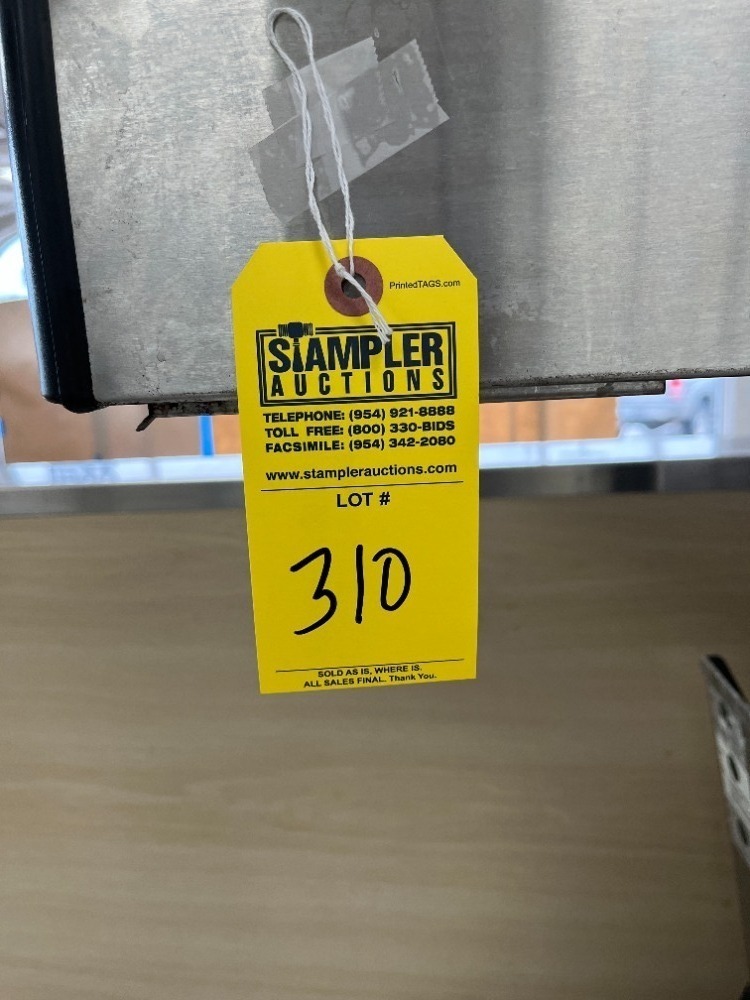 PrintedTAGS.com
STAMPLER
AUCTIONS
TELEPHONE: (954) 921-8888
TOLL FREE: (800) 330-BIDS
FACSIMILE: (954) 342-2080
www.stamplerauctions.com
LOT #
310
SOLD AS IS, WHERE IS.
ALL SALES FINAL. Thank You.